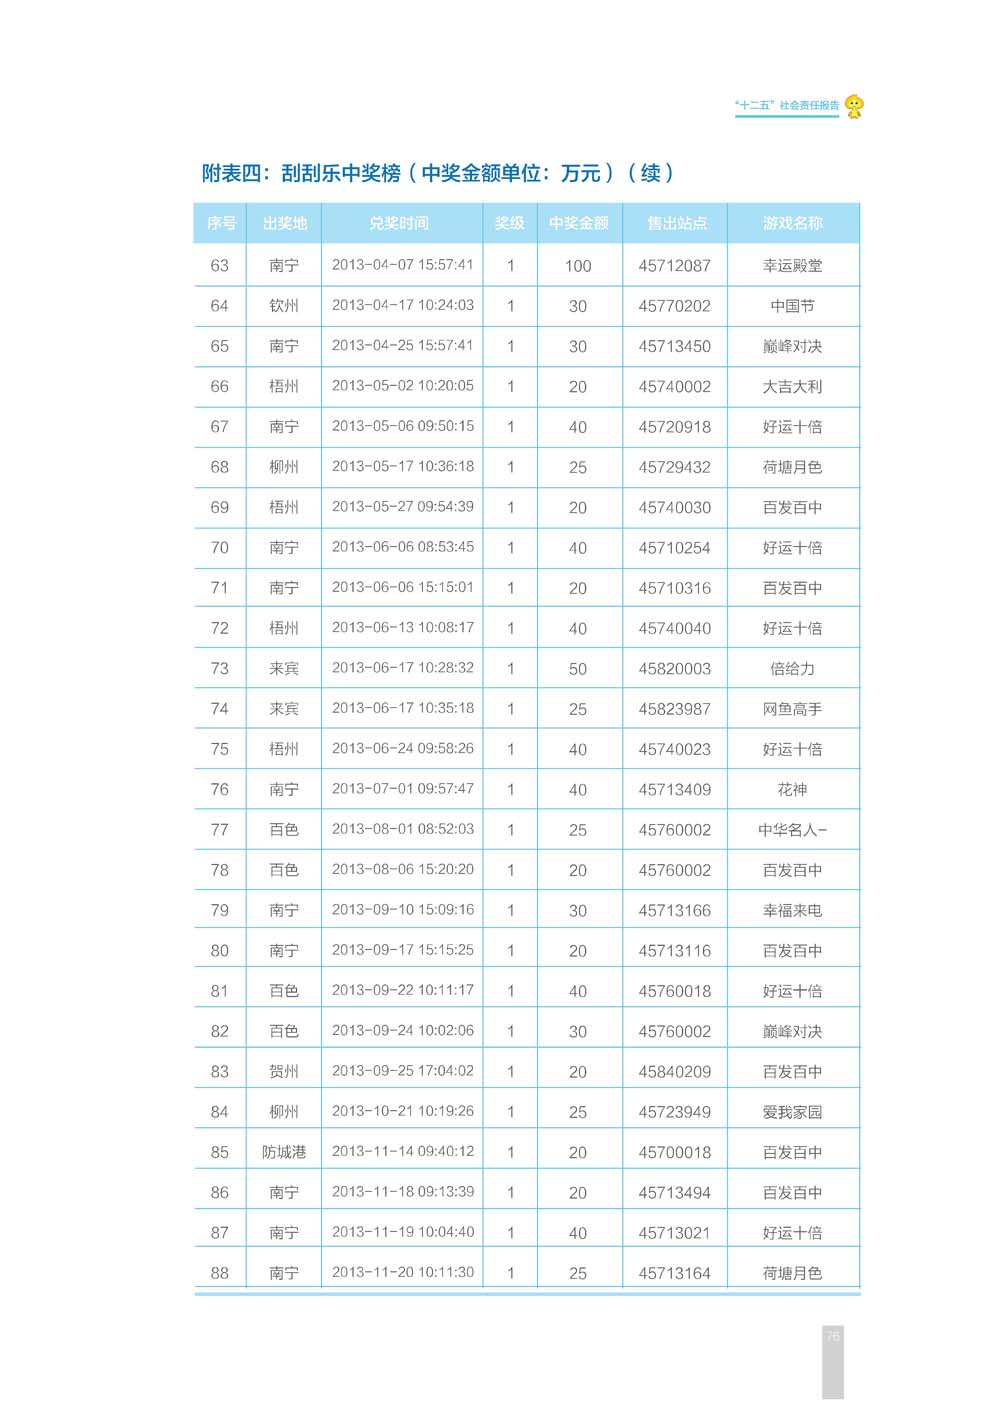 “十二五”社会责任报告
附表四：刮刮乐中奖榜（中奖金额单位：万元）（续）
序号 出奖地 兑奖时间 奖级 中奖金额 售出站点 游戏名称
63 南宁 2013-04-07 15:57:41 1 100 45712087 幸运殿堂
64 钦州 2013-04-17 10:24:03 1 30 45770202 中国节
65 南宁 2013-04-25 15:57:41 1 30 45713450 巅峰对决
66 梧州 2013-05-02 10:20:05 1 20 45740002 大吉大利
67 南宁 2013-05-06 09:50:15 1 40 45720918 好运十倍
68 柳州 2013-05-17 10:36:18 1 25 45729432 荷塘月色
69 梧州 2013-05-27 09:54:39 1 20 45740030 百发百中
70 南宁 2013-06-06 08:53:45 1 40 45710254 好运十倍
71 南宁 2013-06-06 15:15:01 1 20 45710316 百发百中
72 梧州 2013-06-13 10:08:17 1 40 45740040 好运十倍
73 来宾 2013-06-17 10:28:32 1 50 45820003 倍给力
74 来宾 2013-06-17 10:35:18 1 25 45823987 网鱼高手
75 梧州 2013-06-24 09:58:26 1 40 45740023 好运十倍
76 南宁 2013-07-01 09:57:47 1 40 45713409 花神
77 百色 2013-08-01 08:52:03 1 25 45760002 中华名人-
78 百色 2013-08-06 15:20:20 1 20 45760002 百发百中
79 南宁 2013-09-10 15:09:16 1 30 45713166 幸福来电
80 南宁 2013-09-17 15:15:25 1 20 45713116 百发百中
81 百色 2013-09-22 10:11:17 1 40 45760018 好运十倍
82 百色 2013-09-24 10:02:06 1 30 45760002 巅峰对决
83 贺州 2013-09-25 17:04:02 1 20 45840209 百发百中
84 柳州 2013-10-21 10:19:26 1 25 45723949 爱我家园
85 防城港 2013-11-14 09:40:12 1 20 45700018 百发百中
86 南宁 2013-11-18 09:13:39 1 20 45713494 百发百中
87 南宁 2013-11-19 10:04:40 1 40 45713021 好运十倍
88 南宁 2013-11-20 10:11:30 1 25 45713164 荷塘月色
76